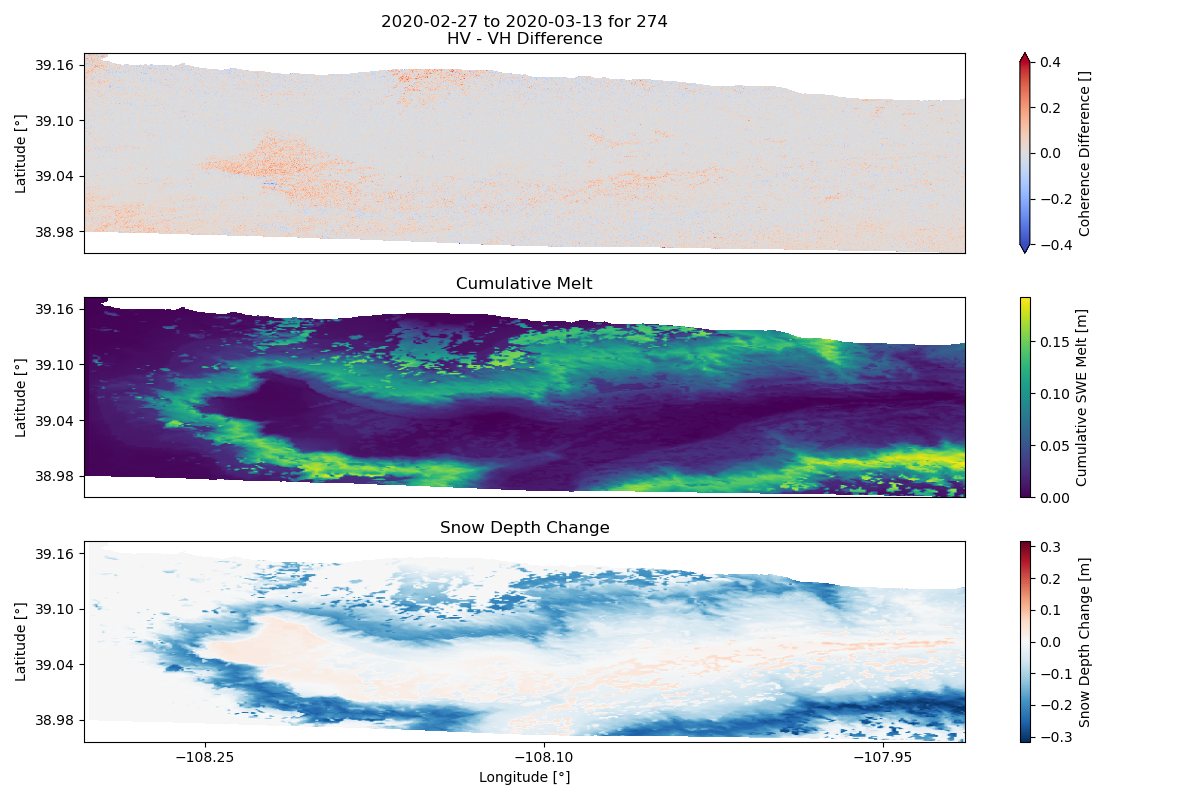 2020-02-27 to 2020-03-13 for 274
HV - VH Difference
39.16
39.10
39.04
38.98
Latitude [°]
0.4
0.2
0.0
−0.2
−0.4
Coherence Difference []
Cumulative Melt
39.16
39.10
39.04
38.98
Latitude [°]
0.15
0.10
0.05
0.00
Cumulative SWE Melt [m]
Snow Depth Change
39.16
39.10
39.04
38.98
Latitude [°]
0.3
0.2
0.1
0.0
−0.1
−0.2
−0.3
Snow Depth Change [m]
−108.25
−108.10
−107.95
Longitude [°]